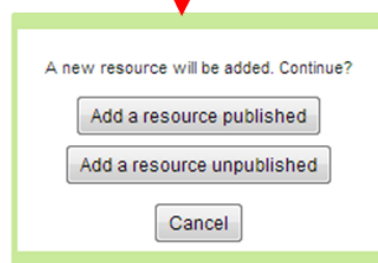 A new resource will be added. Continue?
Add a resource published
Add a resource unpublished
Cancel